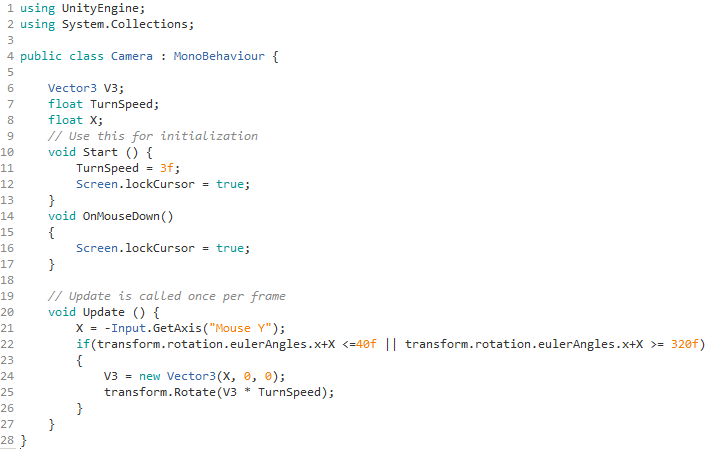 1 using UnityEngine;
2 using System.Collections;
3
4 public class Camera : MonoBehaviour {
5
6     Vector3 V3;
7     float TurnSpeed;
8     float X;
9     // Use this for initialization
10     void Start () {
11         TurnSpeed = 3f;
12         Screen.lockCursor = true;
13     }
14     void OnMouseDown()
15     {
16         Screen.lockCursor = true;
17     }
18
19     // Update is called once per frame
20     void Update () {
21         X = -Input.GetAxis("Mouse Y");
22         if(transform.rotation.eulerAngles.x+X <=40f || transform.rotation.eulerAngles.x+X >= 320f)
23         {
24             V3 = new Vector3(X, 0, 0);
25             transform.Rotate(V3 * TurnSpeed);
26         }
27     }
28 }